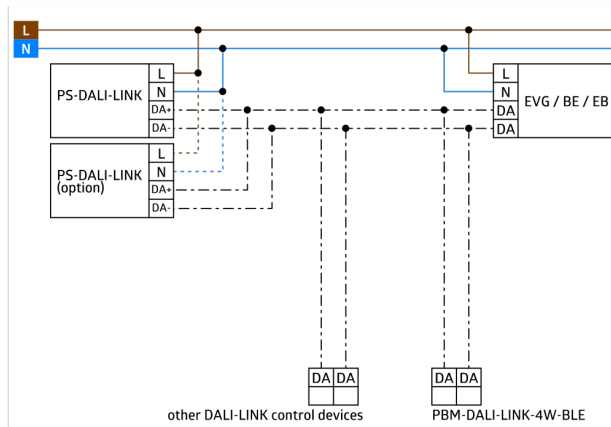 L
N
PS-DALI-LINK
L
N
DA+
DA-
L
N
DA
DA
EVG / BE / EB
PS-DALI-LINK
(option)
L
N
DA+
DA-
DA DA
DA DA
other DALI-LINK control devices
PBM-DALI-LINK-4W-BLE